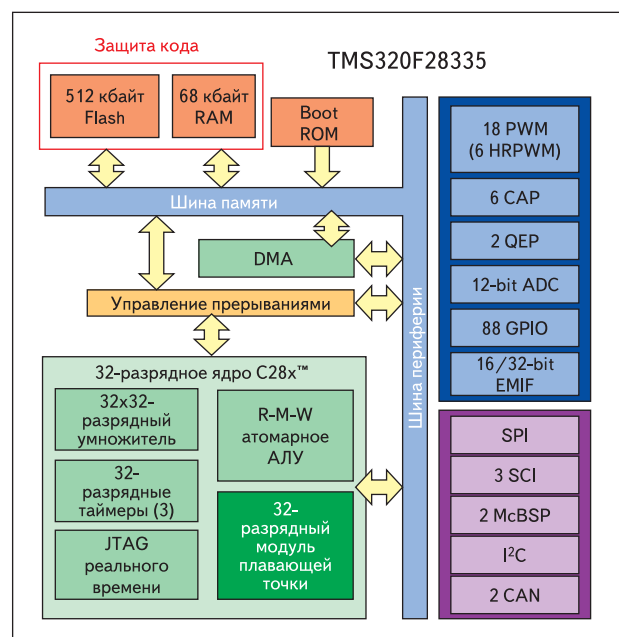 Защита кода
TMS320F28335
512 кбайт
Flash
68 кбайт
RAM
Boot
ROM
Шина памяти
DMA
Управление прерываниями
Шина периферии
32-разрядное ядро C28x™
32x32-
разрядный
умножитель
R-M-W
атомарное
АЛУ
32-
разрядные
таймеры (3)
32-
разрядный
модуль
плавающей
точки
JTAG
реального
времени
18 PWM
(6 HRPWM)
6 CAP
2 QEP
12-bit ADC
88 GPIO
16/32-bit
EMIF
SPI
3 SCI
2 McBSP
I²C
2 CAN